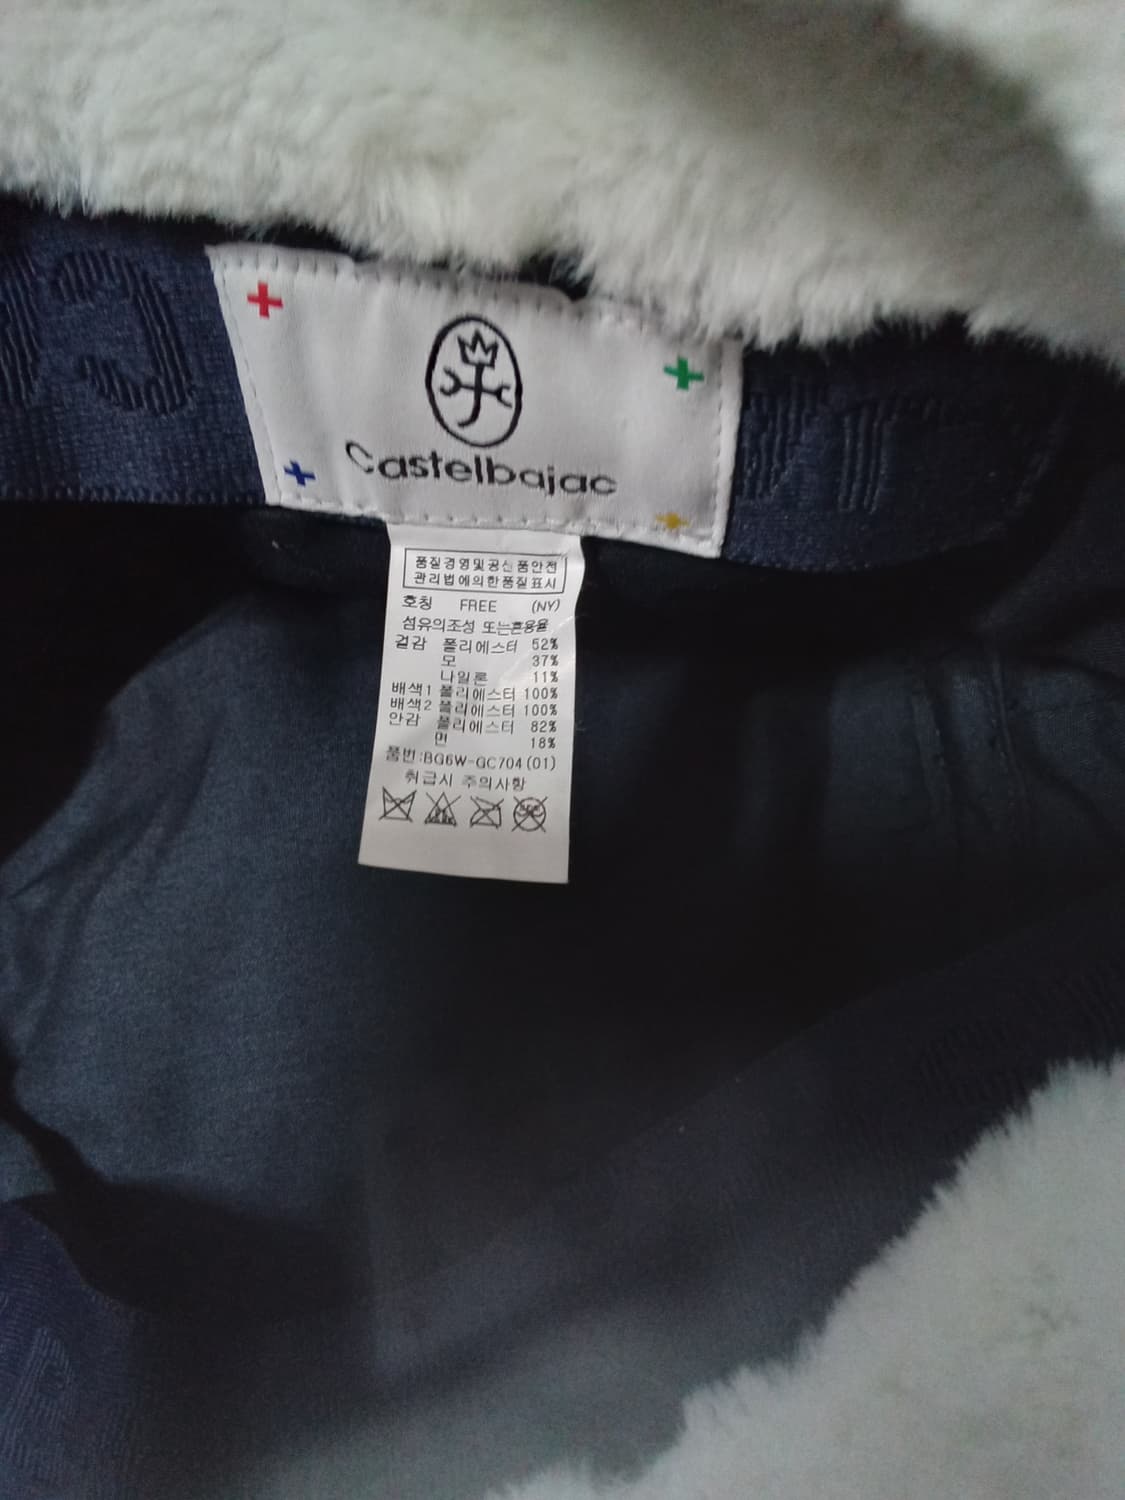 Castelbajac
품질경영및공산품안전
관리법에의한품질표시
호칭 FREE (NY)
섬유의조성 또는혼용율
겉감 폴리에스터 52%
모 37%
나일론 11%
배색1 폴리에스터 100%
배색2 폴리에스터 100%
안감 폴리에스터 82%
면 18%
품번:BG6W-GC704(01)
취급시 주의사항